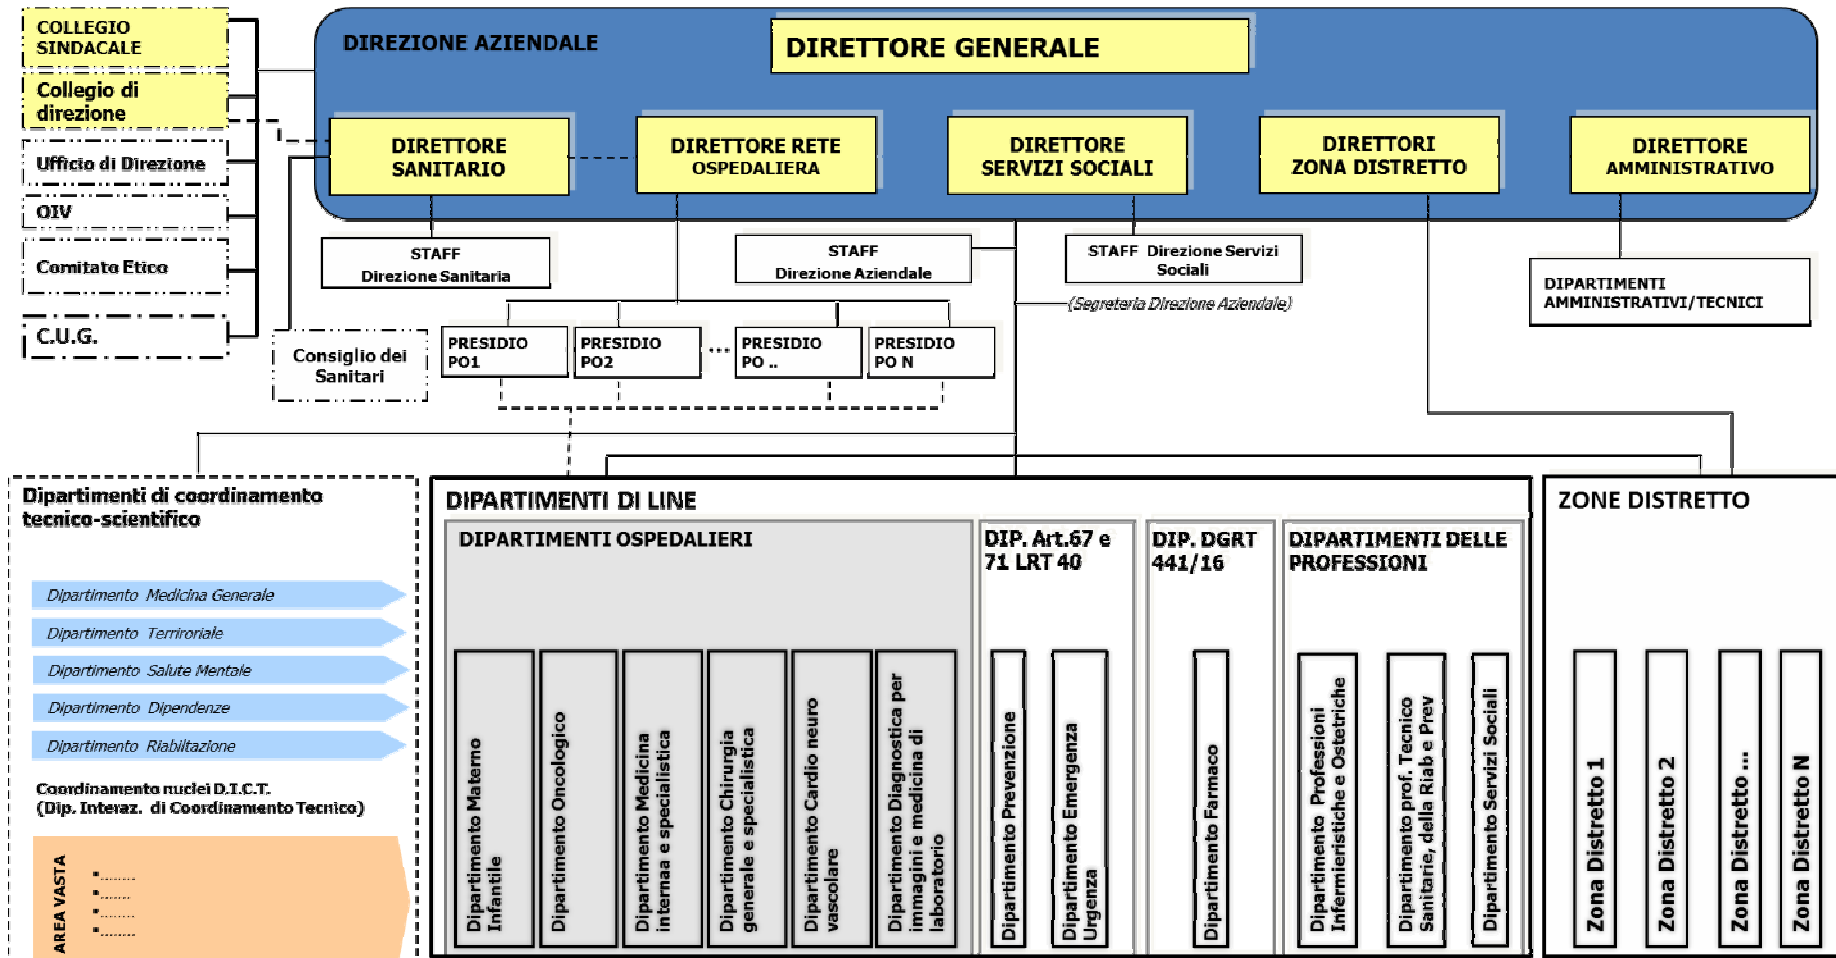 COLLEGIO
SINDACALE
Collegio di
direzione
Ufficio di Direzione
OIV
Comitato Etico
C.U.G.
DIREZIONE AZIENDALE
DIRETTORE GENERALE
DIRETTORE
SANITARIO
DIRETTORE RETE
OSPEDALIERA
DIRETTORE
SERVIZI SOCIALI
DIRETTORI
ZONA DISTRETTO
DIRETTORE
AMMINISTRATIVO
STAFF
Direzione Sanitaria
STAFF
Direzione Aziendale
STAFF Direzione Servizi
Sociali
(Segreteria Direzione Aziendale)
DIPARTIMENTI
AMMINISTRATIVI/TECNICI
Consiglio dei
Sanitari
PRESIDIO
PO1
PRESIDIO
PO2
...
PRESIDIO
PO ..
PRESIDIO
PO N
Dipartimenti di coordinamento
tecnico-scientifico
Dipartimento Medicina Generale
Dipartimento Terriroriale
Dipartimento Salute Mentale
Dipartimento Dipendenze
Dipartimento Riabiltazione
Coordinamento nuclei D.I.C.T.
(Dip. Interaz. di Coordinamento Tecnico)
AREA VASTA
▪........
▪.......
▪........
▪........
DIPARTIMENTI DI LINE
DIPARTIMENTI OSPEDALIERI
Dipartimento Materno
Infantile
Dipartimento Oncologico
Dipartimento Medicina
interna e specialistica
Dipartimento Chirurgia
generale e specialistica
Dipartimento Cardio neuro
vascolare
Dipartimento Diagnostica per
immagini e medicina di
laboratorio
DIP. Art.67 e
71 LRT 40
Dipartimento Prevenzione
Dipartimento Emergenza
Urgenza
DIP. DGRT
441/16
Dipartimento Farmaco
DIPARTIMENTI DELLE
PROFESSIONI
Dipartimento Professioni
Infermieristiche e Ostetriche
Dipartimento prof. Tecnico
Sanitarie, della Riab e Prev
Dipartimento Servizi Sociali
ZONE DISTRETTO
Zona Distretto 1
Zona Distretto 2
Zona Distretto ...
Zona Distretto N